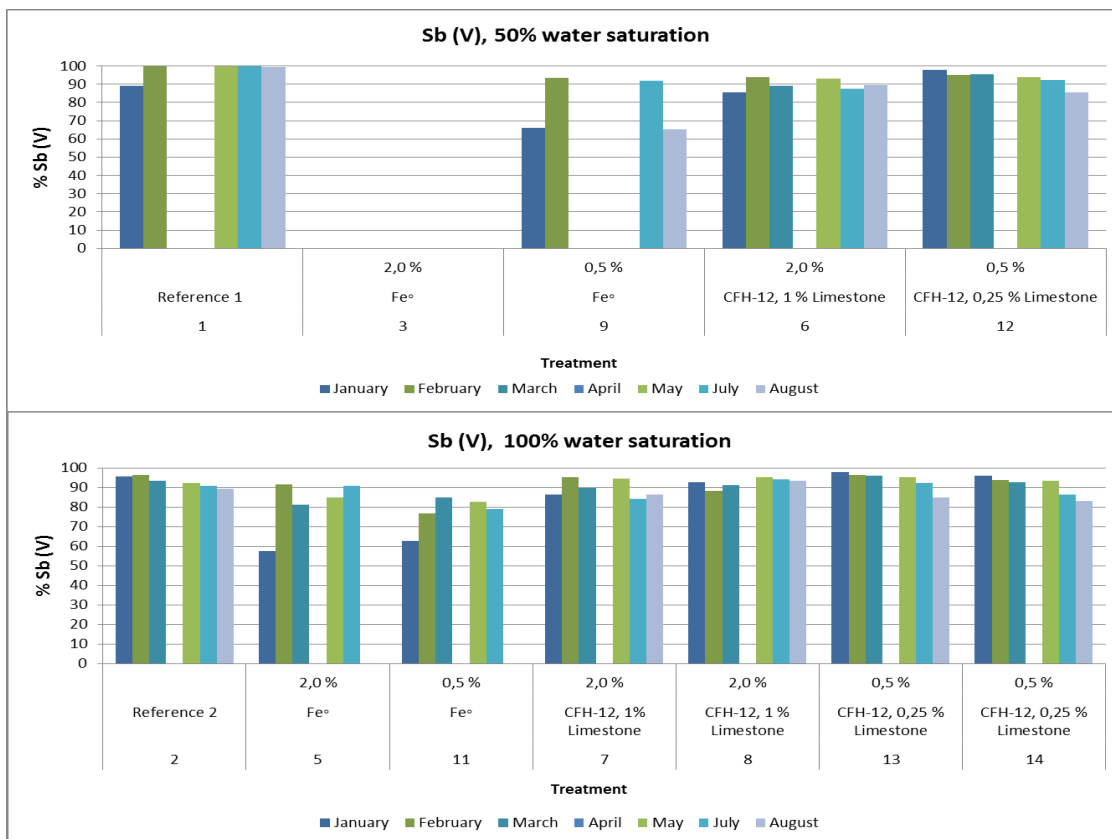 Sb (V), 50% water saturation
% Sb (V)
100
90
80
70
60
50
40
30
20
10
0
2,0 % 0,5 % 2,0 % 0,5 %
Reference 1 Fe° Fe° CFH-12, 1 % Limestone CFH-12, 0,25 % Limestone
1 3 9 6 12
Treatment
January February March April May July August
Sb (V), 100% water saturation
% Sb (V)
100
90
80
70
60
50
40
30
20
10
0
2,0 % 0,5 % 2,0 % 2,0 % 0,5 % 0,5 %
Reference 2 Fe° Fe° CFH-12, 1% CFH-12, 1 % CFH-12, 0,25 % CFH-12, 0,25 %
Limestone Limestone Limestone Limestone
2 5 11 7 8 13 14
Treatment
January February March April May July August